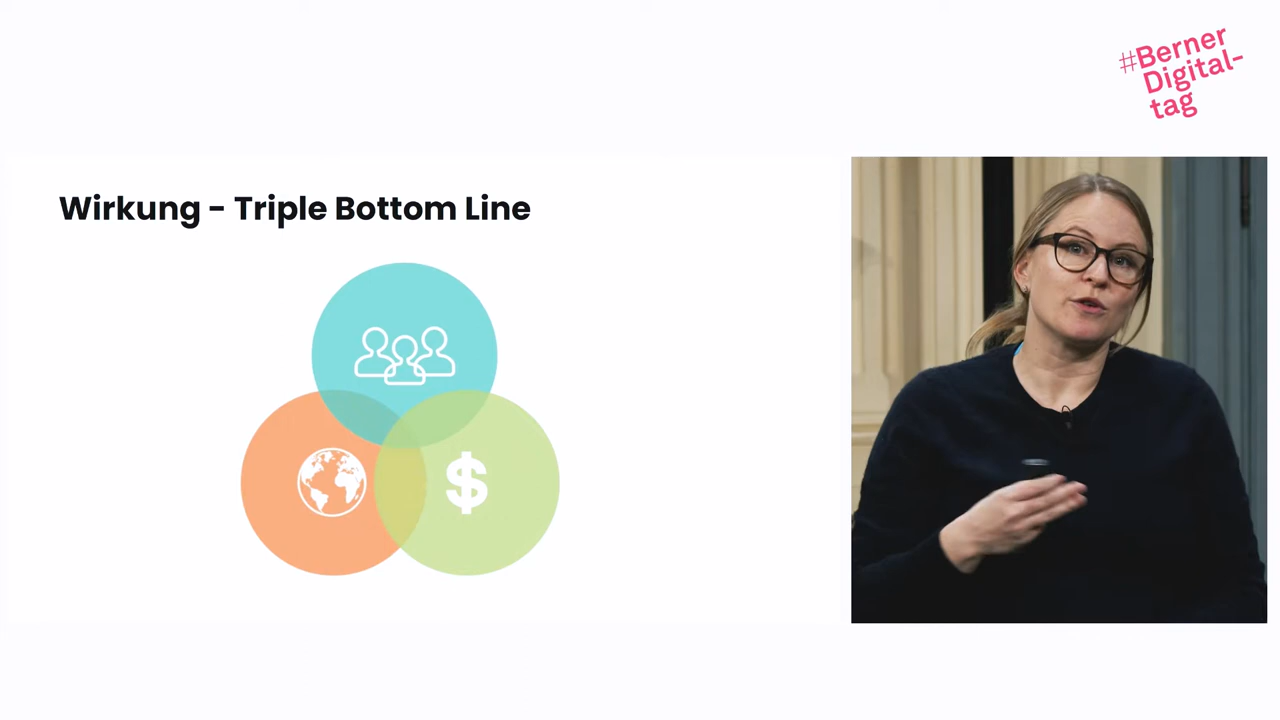 #Berner
Digital-
tag
Wirkung - Triple Bottom Line
$